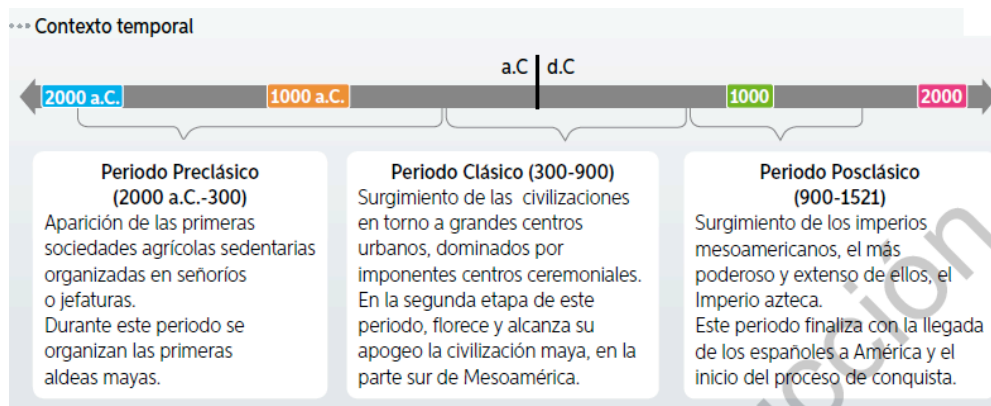 Contexto temporal
a.C d.C
2000 a.C. 1000 a.C. 1000 2000
Periodo Preclásico
(2000 a.C.-300)
Aparición de las primeras
sociedades agrícolas sedentarias
organizadas en señoríos
o jefaturas.
Durante este periodo se
organizan las primeras
aldeas mayas.
Periodo Clásico (300-900)
Surgimiento de las civilizaciones
en torno a grandes centros
urbanos, dominados por
imponentes centros ceremoniales.
En la segunda etapa de este
periodo, florece y alcanza su
apogeo la civilización maya, en la
parte sur de Mesoamérica.
Periodo Posclásico
(900-1521)
Surgimiento de los imperios
mesoamericanos, el más
poderoso y extenso de ellos, el
Imperio azteca.
Este periodo finaliza con la llegada
de los españoles a América y el
inicio del proceso de conquista.